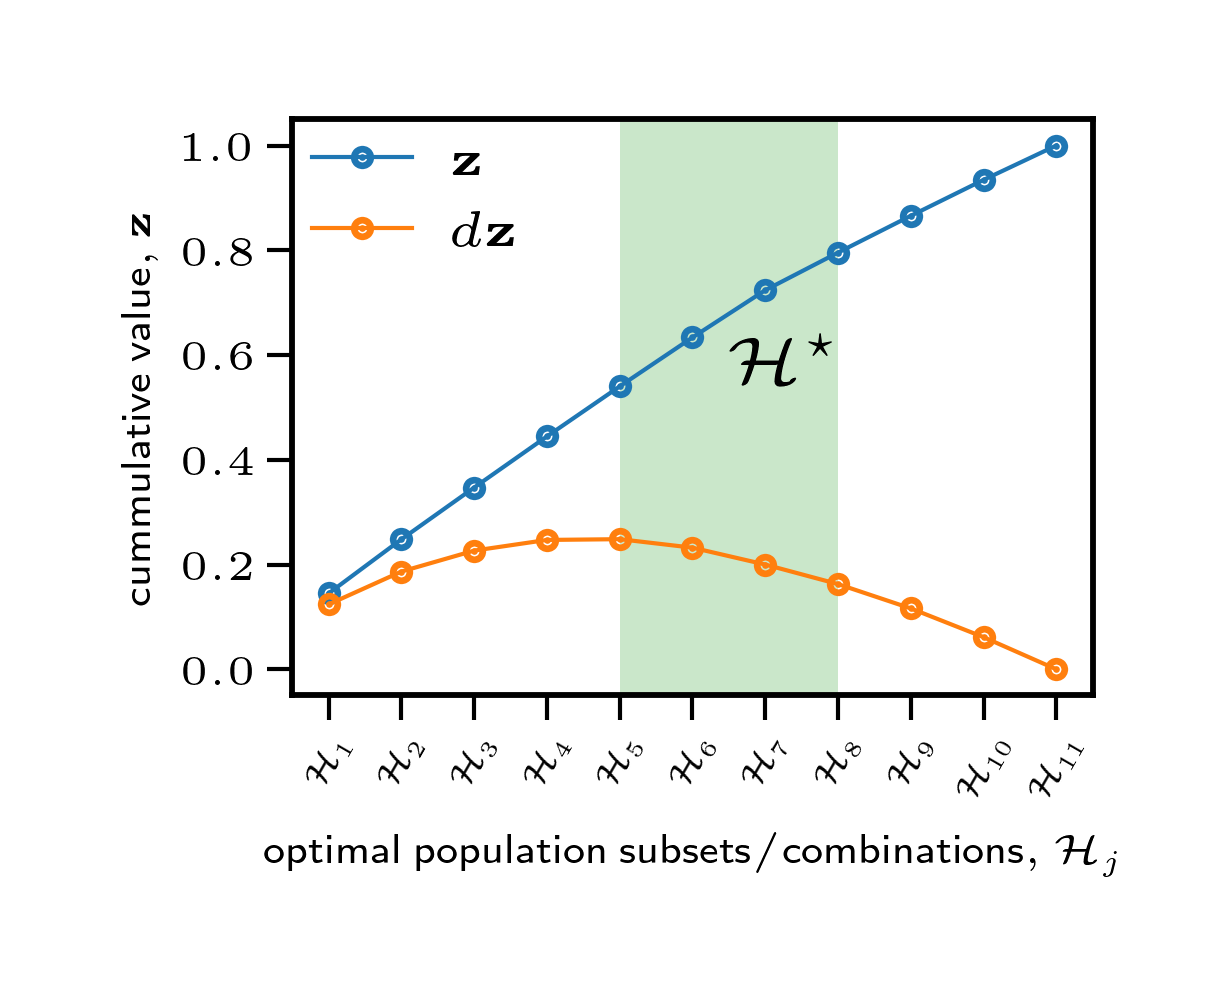 z
dz
1.0
0.8
0.6
0.4
0.2
0.0
cummulative value, z
ℋ⋆
ℋ₁ ℋ₂ ℋ₃ ℋ₄ ℋ₅ ℋ₆ ℋ₇ ℋ₈ ℋ₉ ℋ₁₀ ℋ₁₁
optimal population subsets/combinations, ℋⱼ